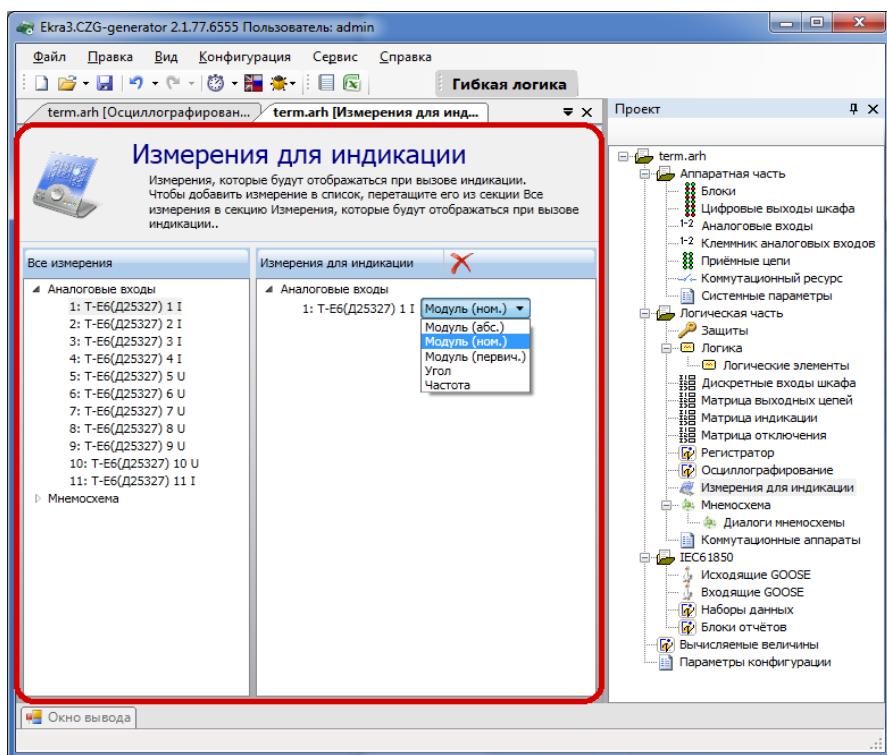 Ekra3.CZG-generator 2.1.77.6555 Пользователь: admin
Файл Правка Вид Конфигурация Сервис Справка
Гибкая логика
term.arh [Осциллографирован...
term.arh [Измерения для инд...
Измерения для индикации
Измерения, которые будут отображаться при вызове индикации.
Чтобы добавить измерение в список, перетащите его из секции Все
измерения в секцию Измерения, которые будут отображаться при вызове
индикации..
Все измерения
Аналоговые входы
1: Т-Е6(Д25327) 1 I
2: Т-Е6(Д25327) 2 I
3: Т-Е6(Д25327) 3 I
4: Т-Е6(Д25327) 4 I
5: Т-Е6(Д25327) 5 U
6: Т-Е6(Д25327) 6 U
7: Т-Е6(Д25327) 7 U
8: Т-Е6(Д25327) 8 U
9: Т-Е6(Д25327) 9 U
10: Т-Е6(Д25327) 10 U
11: Т-Е6(Д25327) 11 I
Мнемосхема
Измерения для индикации
Аналоговые входы
1: Т-Е6(Д25327) 1 I Модуль (ном.)
Модуль (абс.)
Модуль (ном.)
Модуль (первич.)
Угол
Частота
Проект
term.arh
Аппаратная часть
Блоки
Цифровые выходы шкафа
1-2 Аналоговые входы
1-2 Клеммник аналоговых входов
Приёмные цепи
Коммутационный ресурс
Системные параметры
Логическая часть
Защиты
Логика
Логические элементы
Дискретные входы шкафа
Матрица выходных цепей
Матрица индикации
Матрица отключения
Регистратор
Осциллографирование
Измерения для индикации
Мнемосхема
Диалоги мнемосхемы
Коммутационные аппараты
IEC61850
Исходящие GOOSE
Входящие GOOSE
Наборы данных
Блоки отчётов
Вычисляемые величины
Параметры конфигурации
Окно вывода